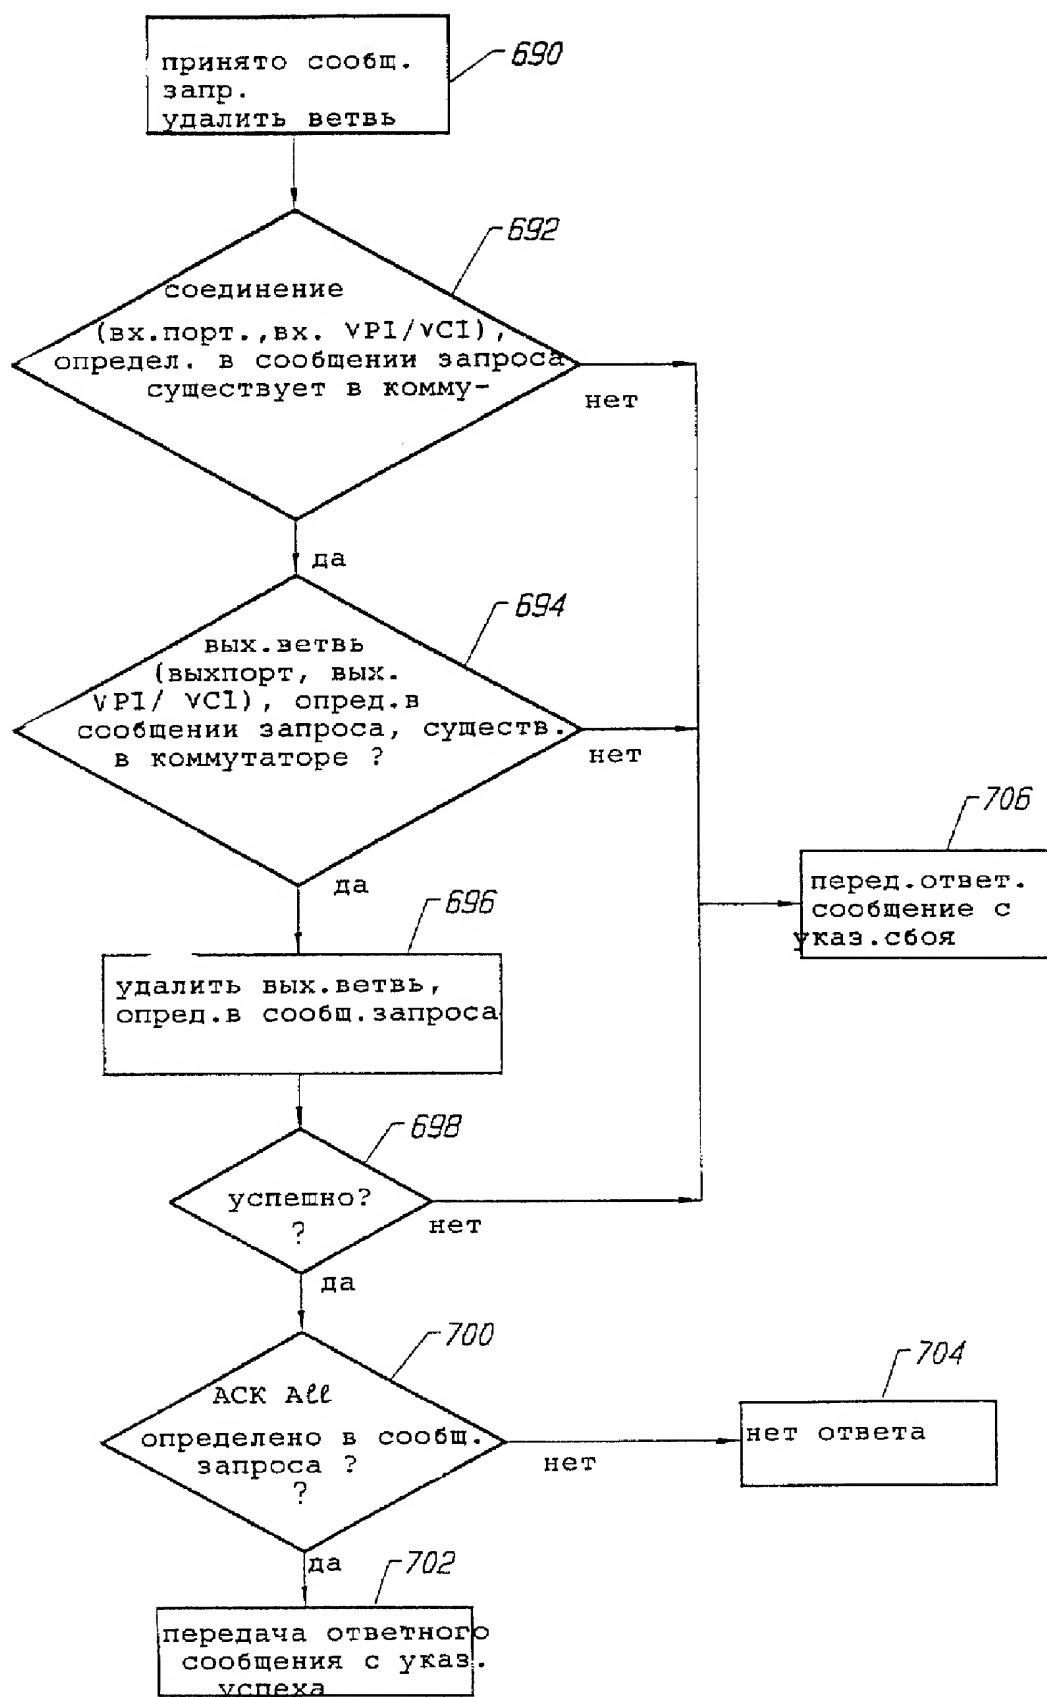 принято сообщ.
запр.
удалить ветвь
690
692
соединение
(вх.порт.,вх. VPI/VCI),
определ. в сообщении запроса
существует в комму-
нет
да
694
вых.ветвь
(выхпорт, вых.
VPI/ VCI), опред.в
сообщении запроса, существ.
в коммутаторе ?
нет
да
706
перед.ответ.
сообщение с
указ.сбоя
696
удалить вых.ветвь,
опред.в сообщ.запроса
698
успешно?
?
нет
да
700
ACK All
определено в сообщ.
запроса ?
?
нет
704
нет ответа
да
702
передача ответного
сообщения с указ.
успеха